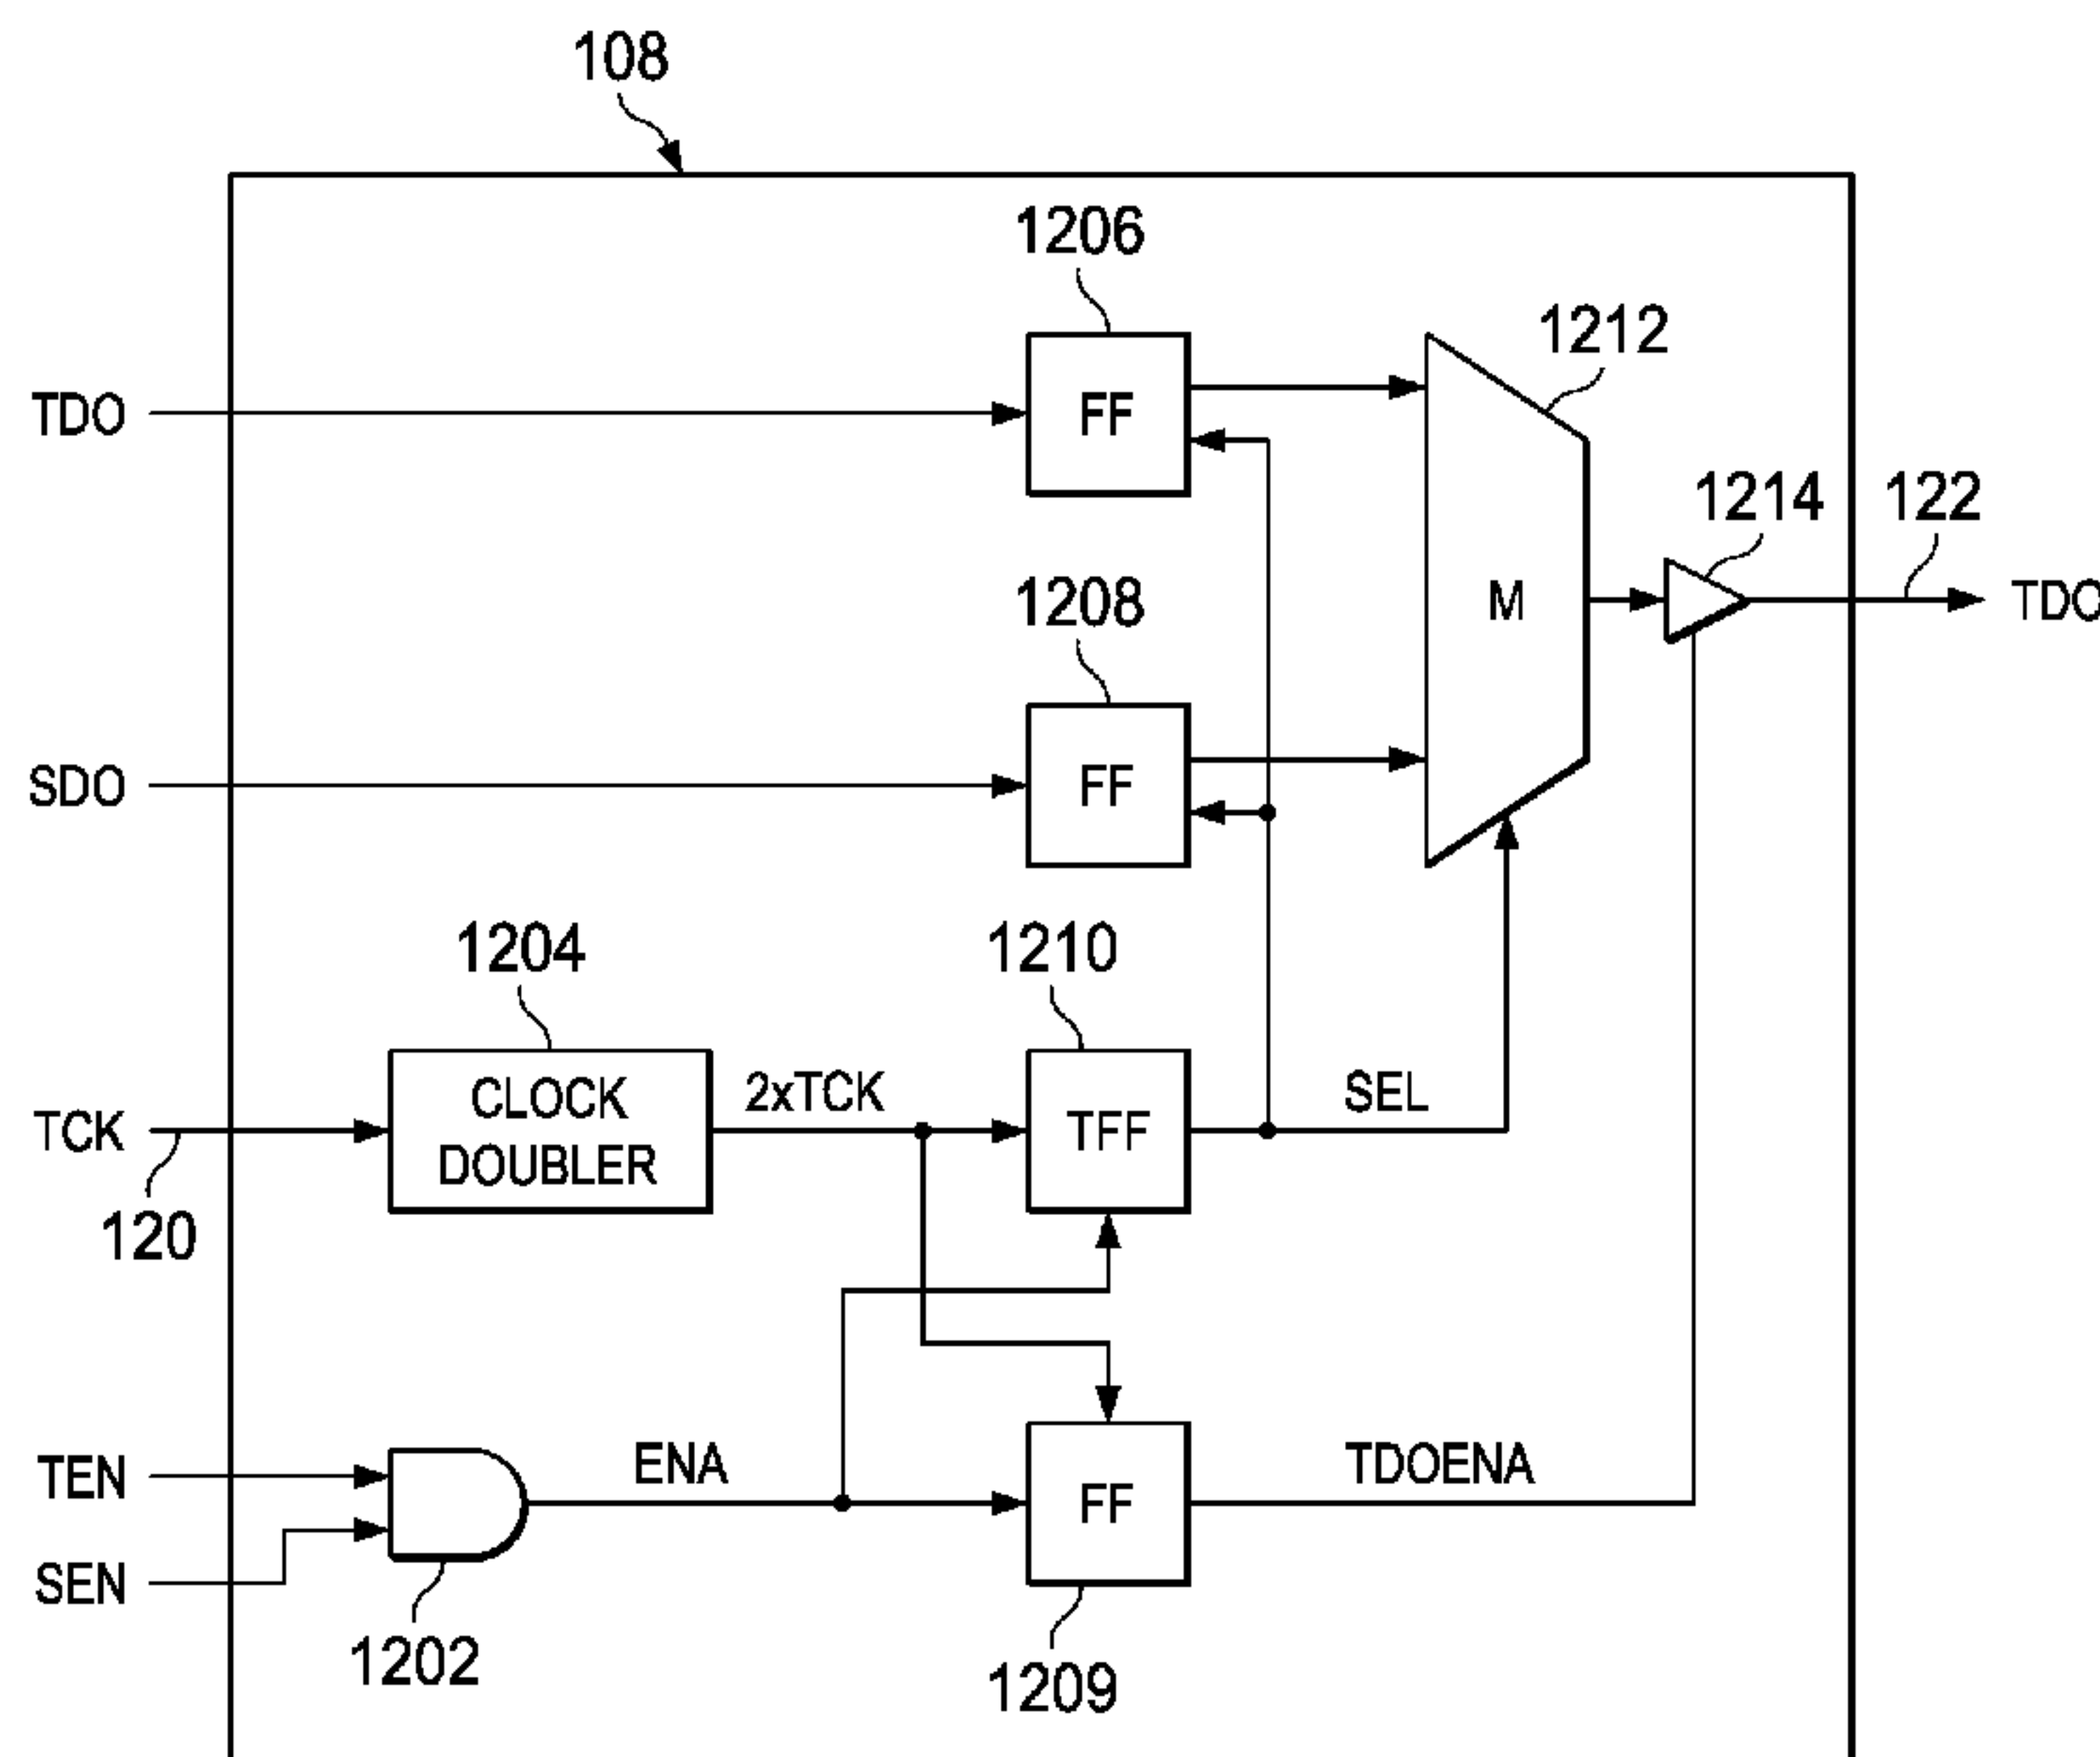 108
1206
1212
TDO
FF
1214
122
M
TDO
1208
SDO
FF
1204
1210
CLOCK
DOUBLER
2xTCK
TFF
SEL
TCK
120
TEN
ENA
FF
TDOENA
SEN
1202
1209